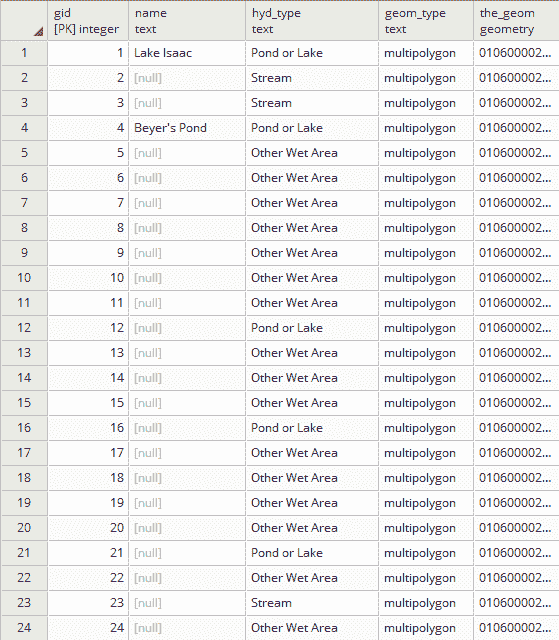 gid name hyd_type geom_type the_geom
[PK] integer text text text geometry
1 1 Lake Isaac Pond or Lake multipolygon 010600002...
2 2 [null] Stream multipolygon 010600002...
3 3 [null] Stream multipolygon 010600002...
4 4 Beyer's Pond Pond or Lake multipolygon 010600002...
5 5 [null] Other Wet Area multipolygon 010600002...
6 6 [null] Other Wet Area multipolygon 010600002...
7 7 [null] Other Wet Area multipolygon 010600002...
8 8 [null] Other Wet Area multipolygon 010600002...
9 9 [null] Other Wet Area multipolygon 010600002...
10 10 [null] Other Wet Area multipolygon 010600002...
11 11 [null] Other Wet Area multipolygon 010600002...
12 12 [null] Pond or Lake multipolygon 010600002...
13 13 [null] Other Wet Area multipolygon 010600002...
14 14 [null] Other Wet Area multipolygon 010600002...
15 15 [null] Other Wet Area multipolygon 010600002...
16 16 [null] Pond or Lake multipolygon 010600002...
17 17 [null] Other Wet Area multipolygon 010600002...
18 18 [null] Other Wet Area multipolygon 010600002...
19 19 [null] Other Wet Area multipolygon 010600002...
20 20 [null] Other Wet Area multipolygon 010600002...
21 21 [null] Pond or Lake multipolygon 010600002...
22 22 [null] Other Wet Area multipolygon 010600002...
23 23 [null] Stream multipolygon 010600002...
24 24 [null] Other Wet Area multipolygon 010600002...